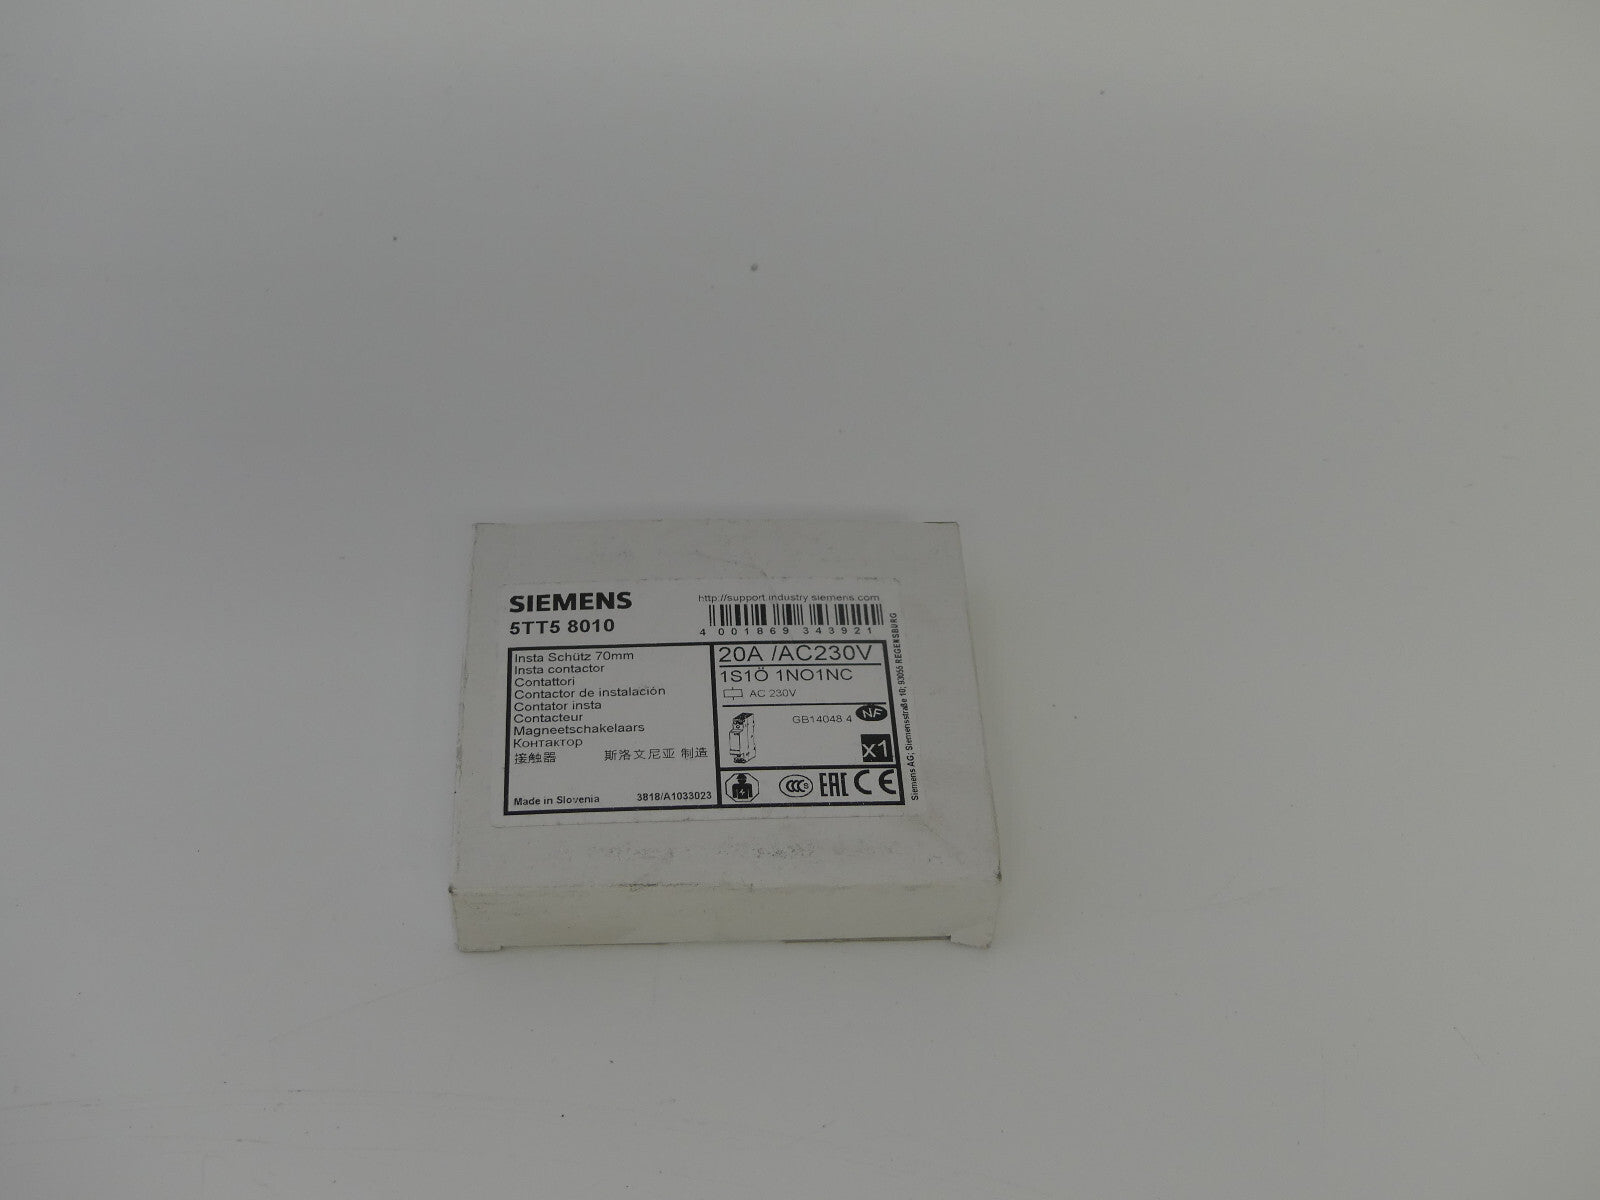 SIEMENS
5TT5 8010
http://support.industry.siemens.com
4 001869 343921
Insta Schütz 70mm
Insta contactor
Contattori
Contactor de instalación
Contator insta
Contacteur
Magneetschakelaars
Контактор
接触器 斯洛文尼亚 制造
Made in Slovenia 3818/A1033023
20A /AC230V
1S1Ö 1NO1NC
AC 230V
GB14048.4 NF
x1
CCC S EAC CE
Siemens AG; Siemensstraße 10; 93055 REGENSBURG